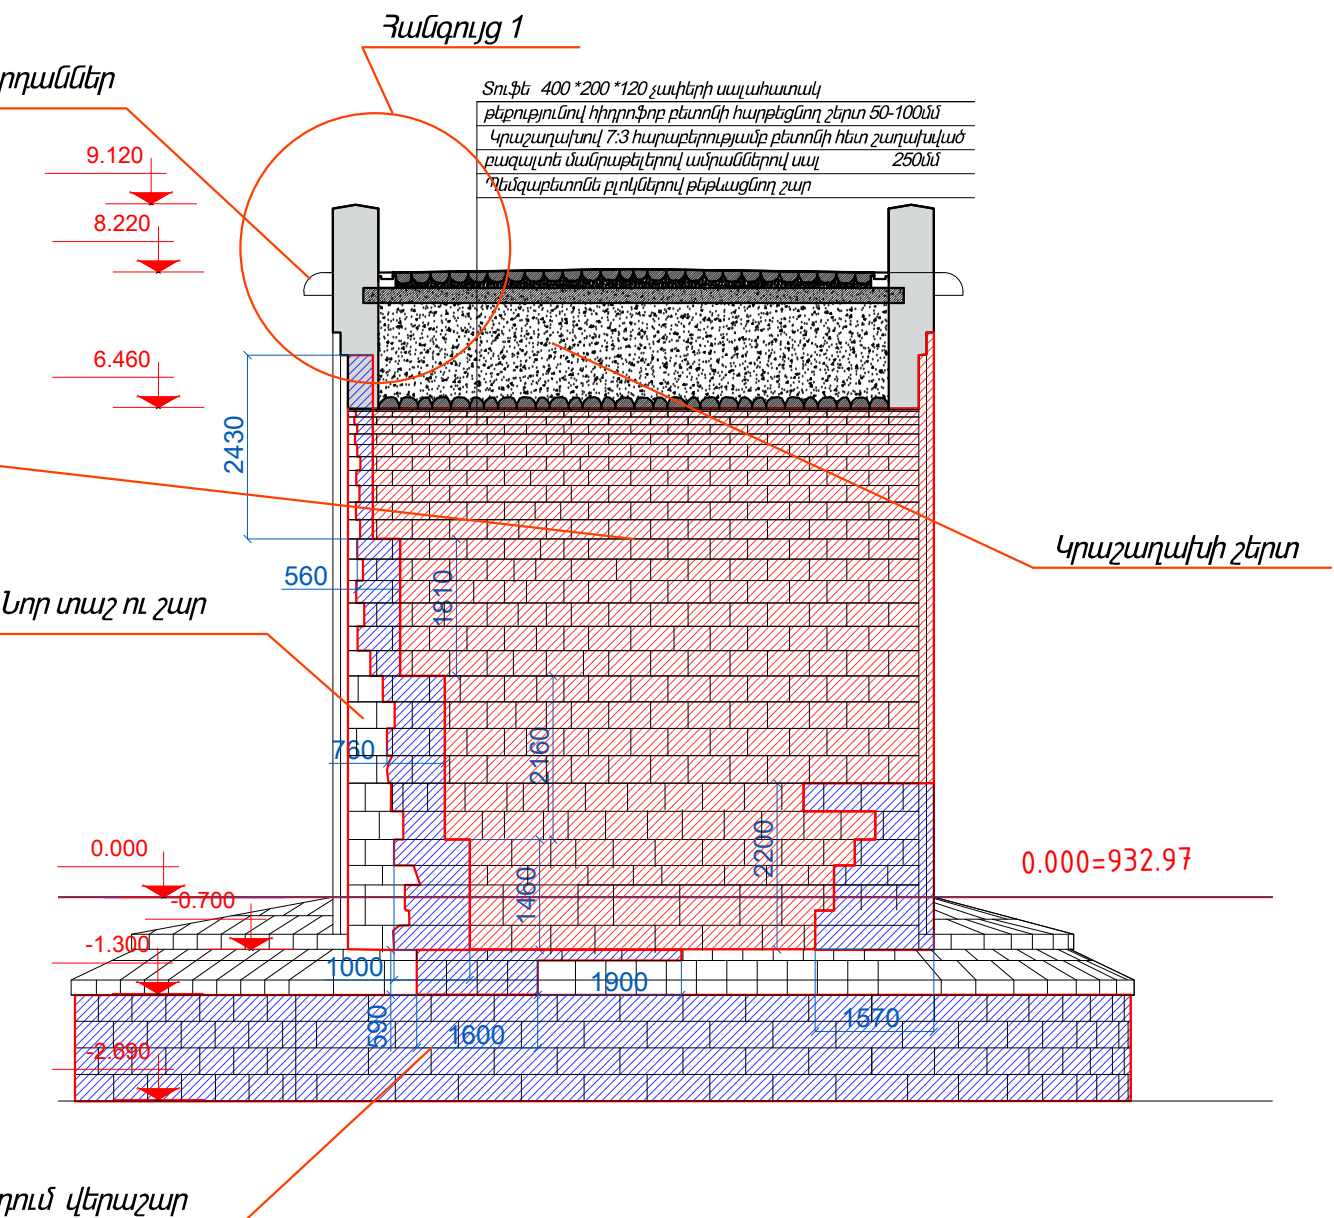 Հանգույց 1
րդաններ
Տուֆե 400*200*120 չափերի սալահատակ
թեքությունով հիդրոֆոբ բետոնի հարթեցնող շերտ 50-100մմ
Կրաշաղախով 7:3 հարաբերությամբ բետոնի հետ շաղախված
բազալտե մանրաթելերով ամրաններով սալ 250մմ
Պեմզաբետոնե բլոկներով թեթևացնող շար
9.120
8.220
6.460
2430
Կրաշաղախի շերտ
560
1810
Նոր տաշ ու շար
760
2160
2200
0.000
0.000=932.97
-0.700
1460
-1.300
1000
1900
590
1600
1570
-2.690
դում վերաշար